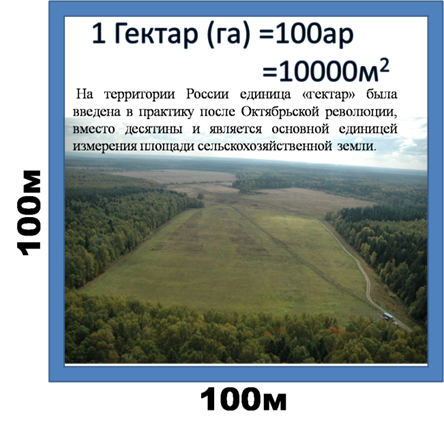 1 Гектар (га) =100ар
=10000м²
На территории России единица «гектар» была
введена в практику после Октябрьской революции,
вместо десятины и является основной единицей
измерения площади сельскохозяйственной земли.
100м
100м